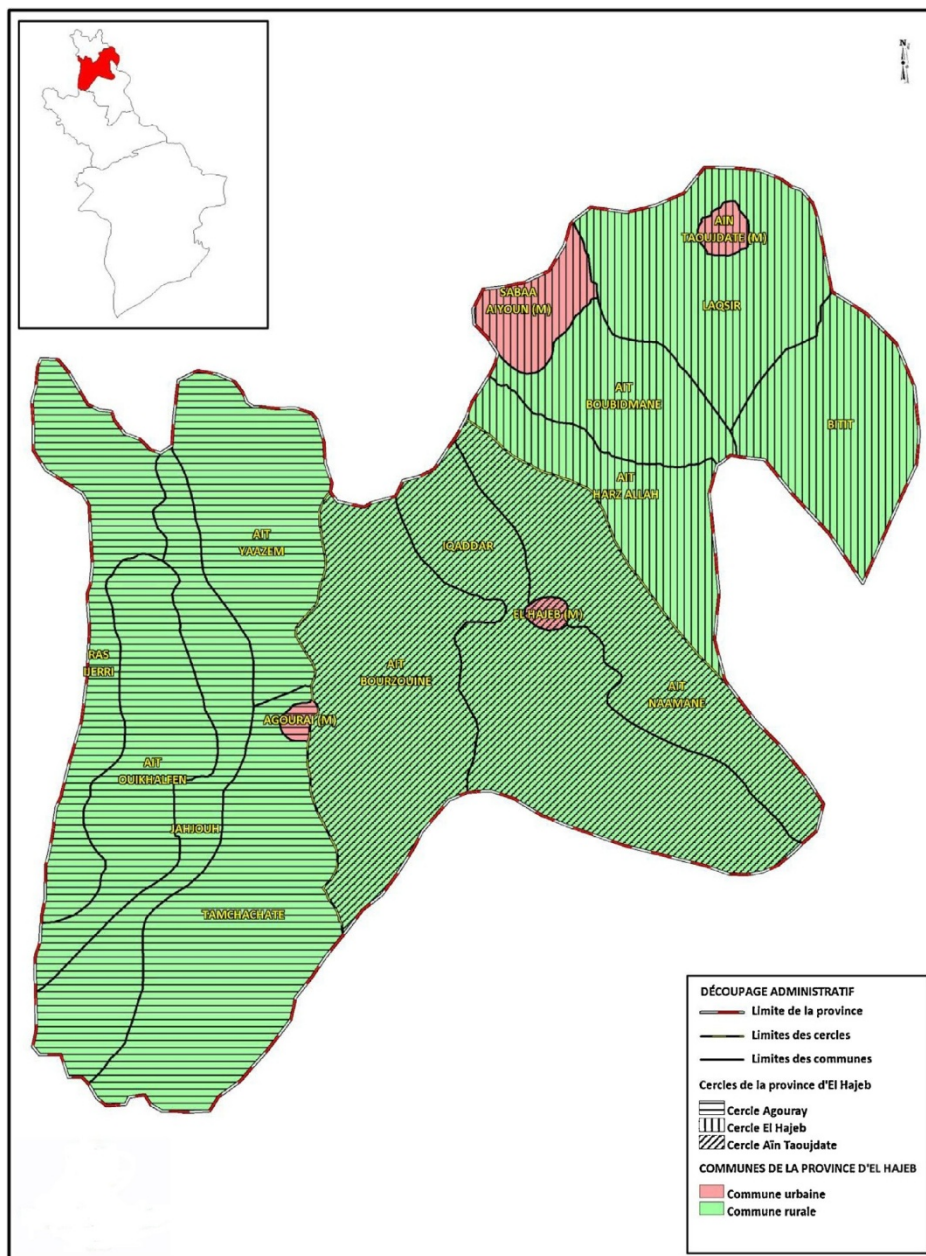 N
AIN
TAOUJDATE (M)
SABAA
AIYOUN (M)
LAQSIR
AIT
BOUBIDMANE
BITIT
AIT
HARZ ALLAH
AIT
YAAZEM
IQADDAR
EL HAJEB (M)
RAS
IJERRI
AIT
BOURZOUINE
AIT
NAAMANE
AGOURAI (M)
AIT
OUIKHALFEN
JAHJOUH
TAMCHACHATE
DÉCOUPAGE ADMINISTRATIF
Limite de la province
Limites des cercles
Limites des communes
Cercles de la province d'El Hajeb
Cercle Agouray
Cercle El Hajeb
Cercle Aïn Taoujdate
COMMUNES DE LA PROVINCE D'EL HAJEB
Commune urbaine
Commune rurale